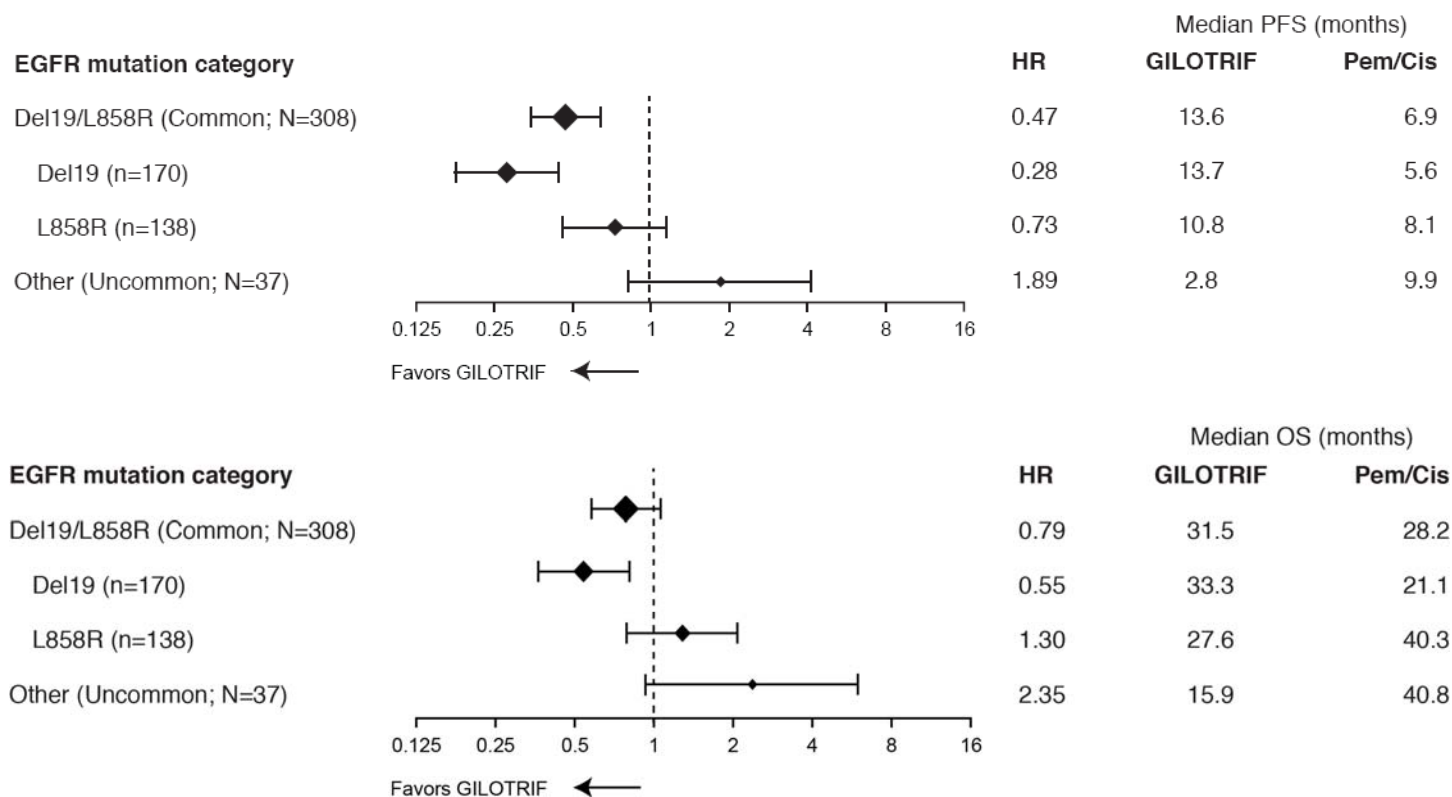 Median PFS (months)
EGFR mutation category HR GILOTRIF Pem/Cis
Del19/L858R (Common; N=308) 0.47 13.6 6.9
Del19 (n=170) 0.28 13.7 5.6
L858R (n=138) 0.73 10.8 8.1
Other (Uncommon; N=37) 1.89 2.8 9.9
0.125 0.25 0.5 1 2 4 8 16
Favors GILOTRIF
Median OS (months)
EGFR mutation category HR GILOTRIF Pem/Cis
Del19/L858R (Common; N=308) 0.79 31.5 28.2
Del19 (n=170) 0.55 33.3 21.1
L858R (n=138) 1.30 27.6 40.3
Other (Uncommon; N=37) 2.35 15.9 40.8
0.125 0.25 0.5 1 2 4 8 16
Favors GILOTRIF